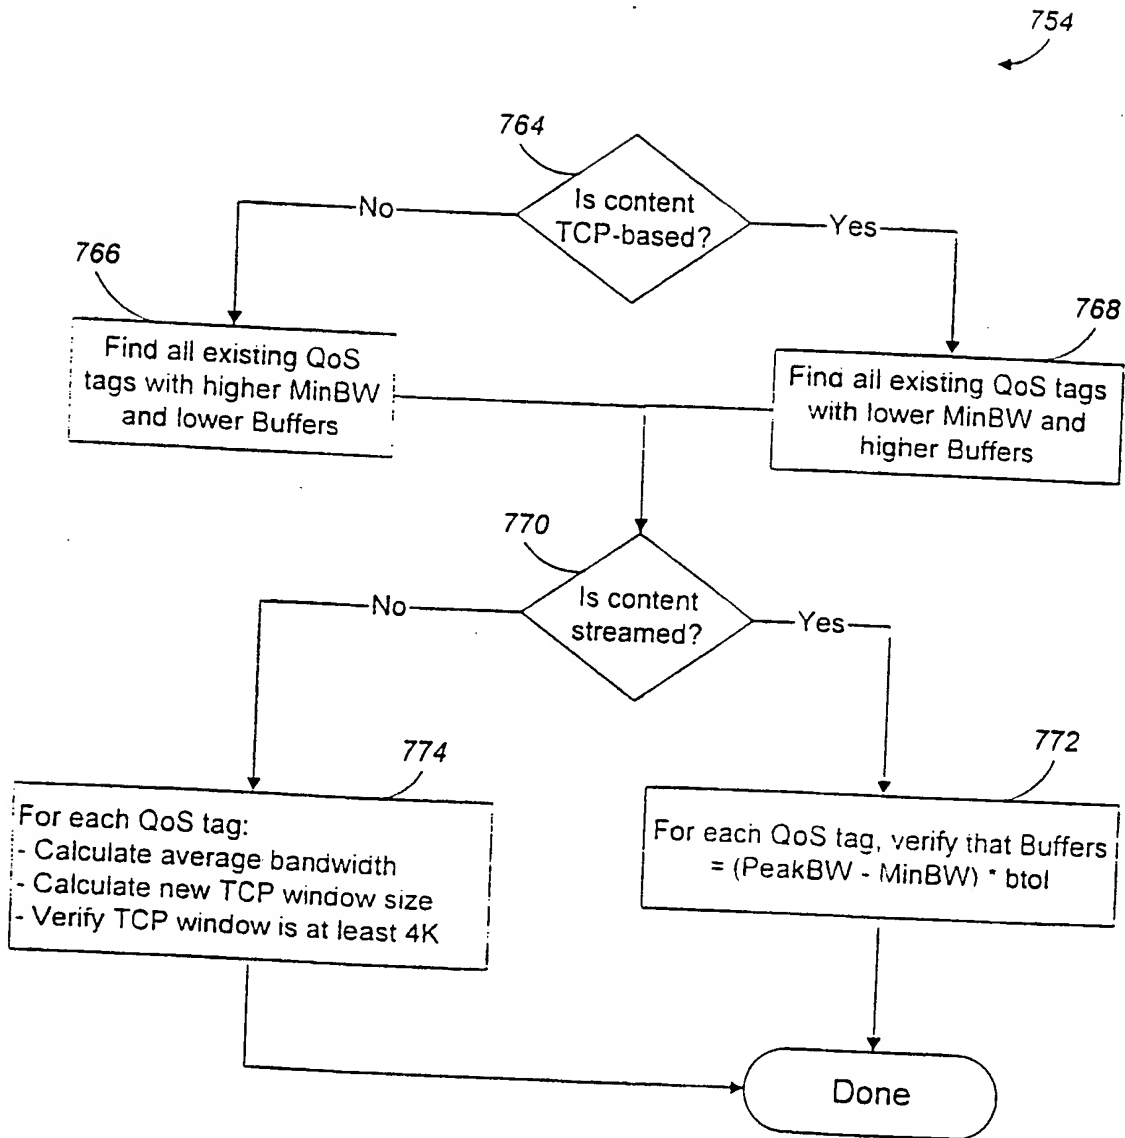 754
764
Is content
TCP-based?
No
Yes
766
768
Find all existing QoS
tags with higher MinBW
and lower Buffers
Find all existing QoS tags
with lower MinBW and
higher Buffers
770
Is content
streamed?
No
Yes
774
772
For each QoS tag:
- Calculate average bandwidth
- Calculate new TCP window size
- Verify TCP window is at least 4K
For each QoS tag, verify that Buffers
= (PeakBW - MinBW) * btol
Done